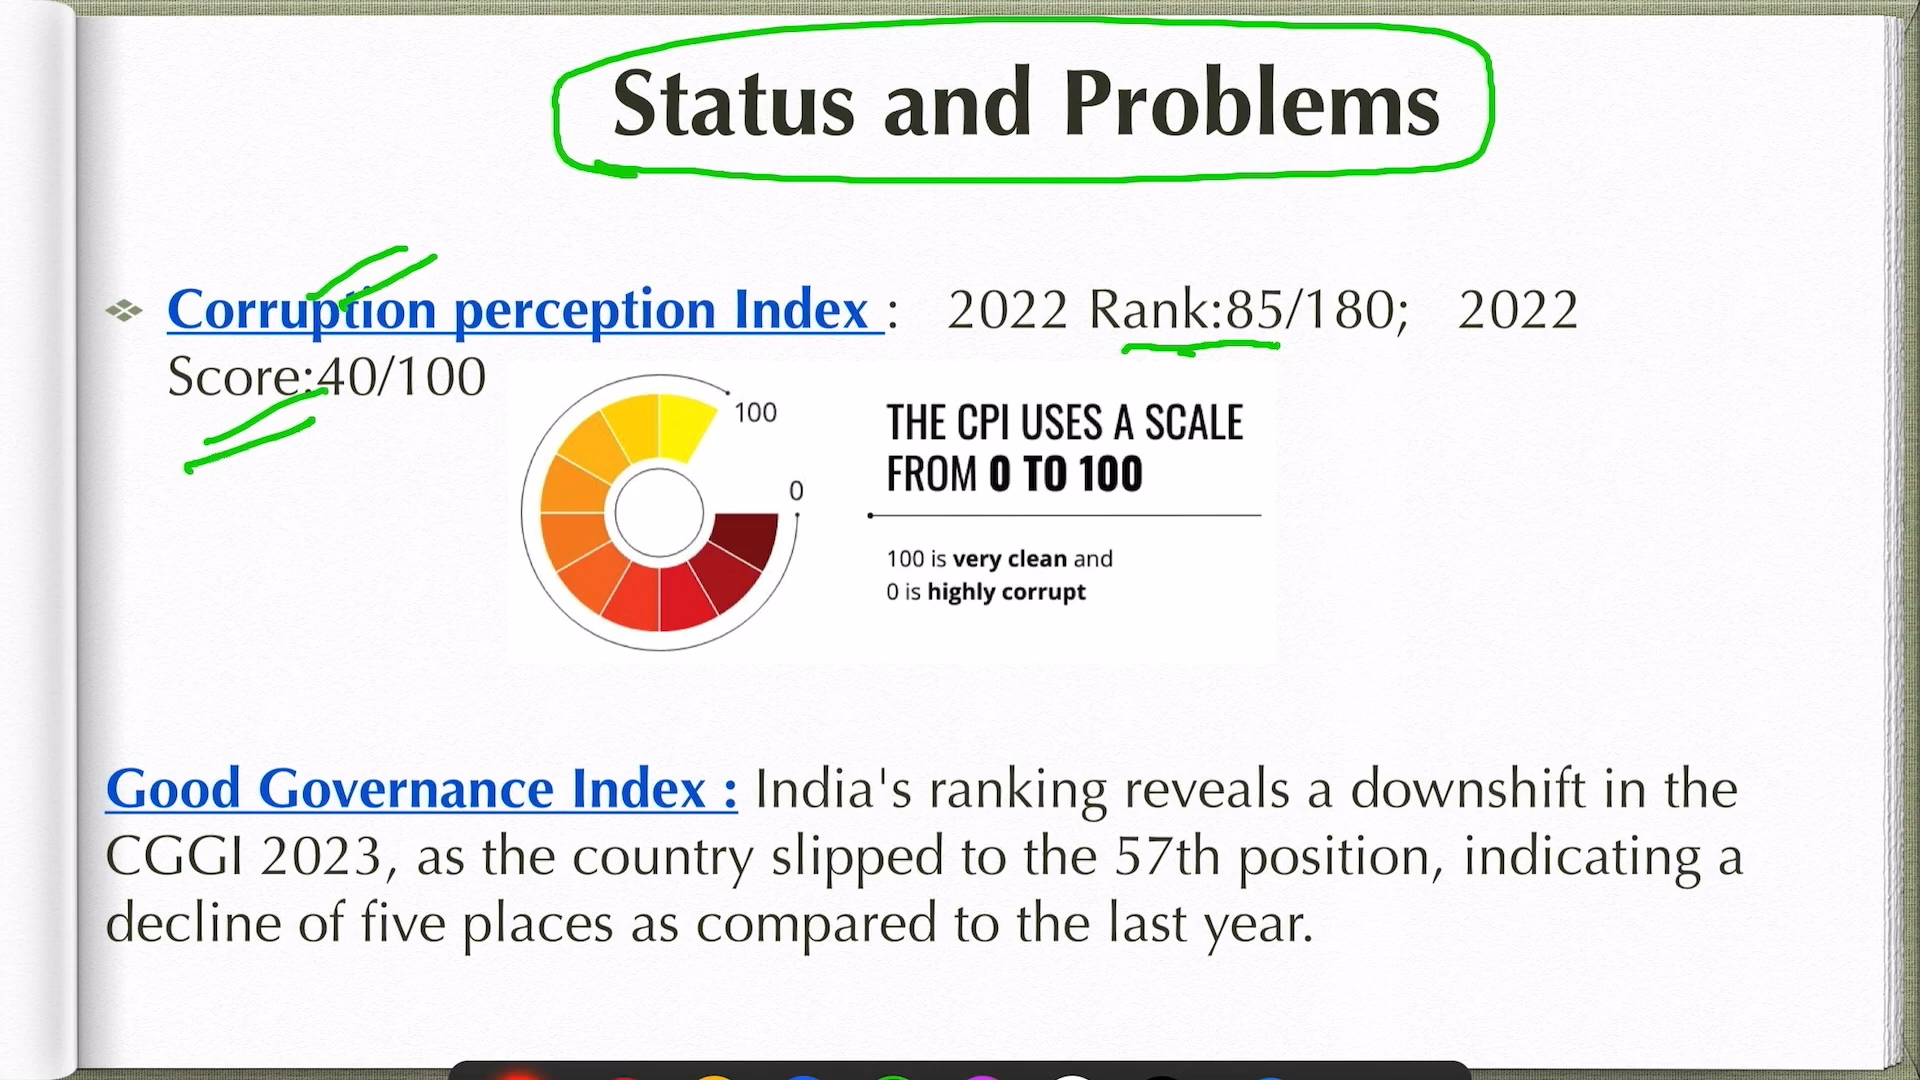 Status and Problems
Corruption perception Index : 2022 Rank:85/180; 2022
Score:40/100
100
0
THE CPI USES A SCALE
FROM 0 TO 100
100 is very clean and
0 is highly corrupt
Good Governance Index : India's ranking reveals a downshift in the
CGGI 2023, as the country slipped to the 57th position, indicating a
decline of five places as compared to the last year.